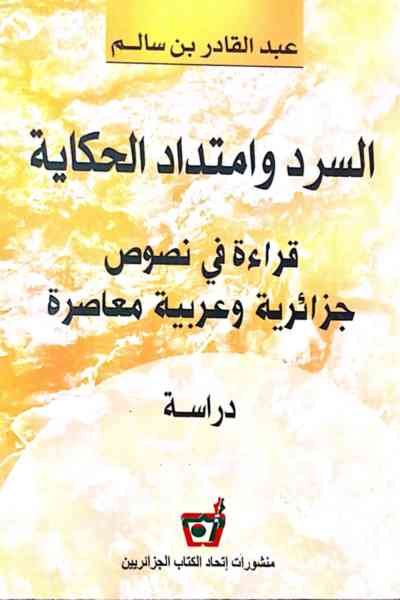 عبد القادر بن سالم
السرد وامتداد الحكاية
قراءة في نصوص
جزائرية وعربية معاصرة
دراسة
منشورات إتحاد الكتاب الجزائريين